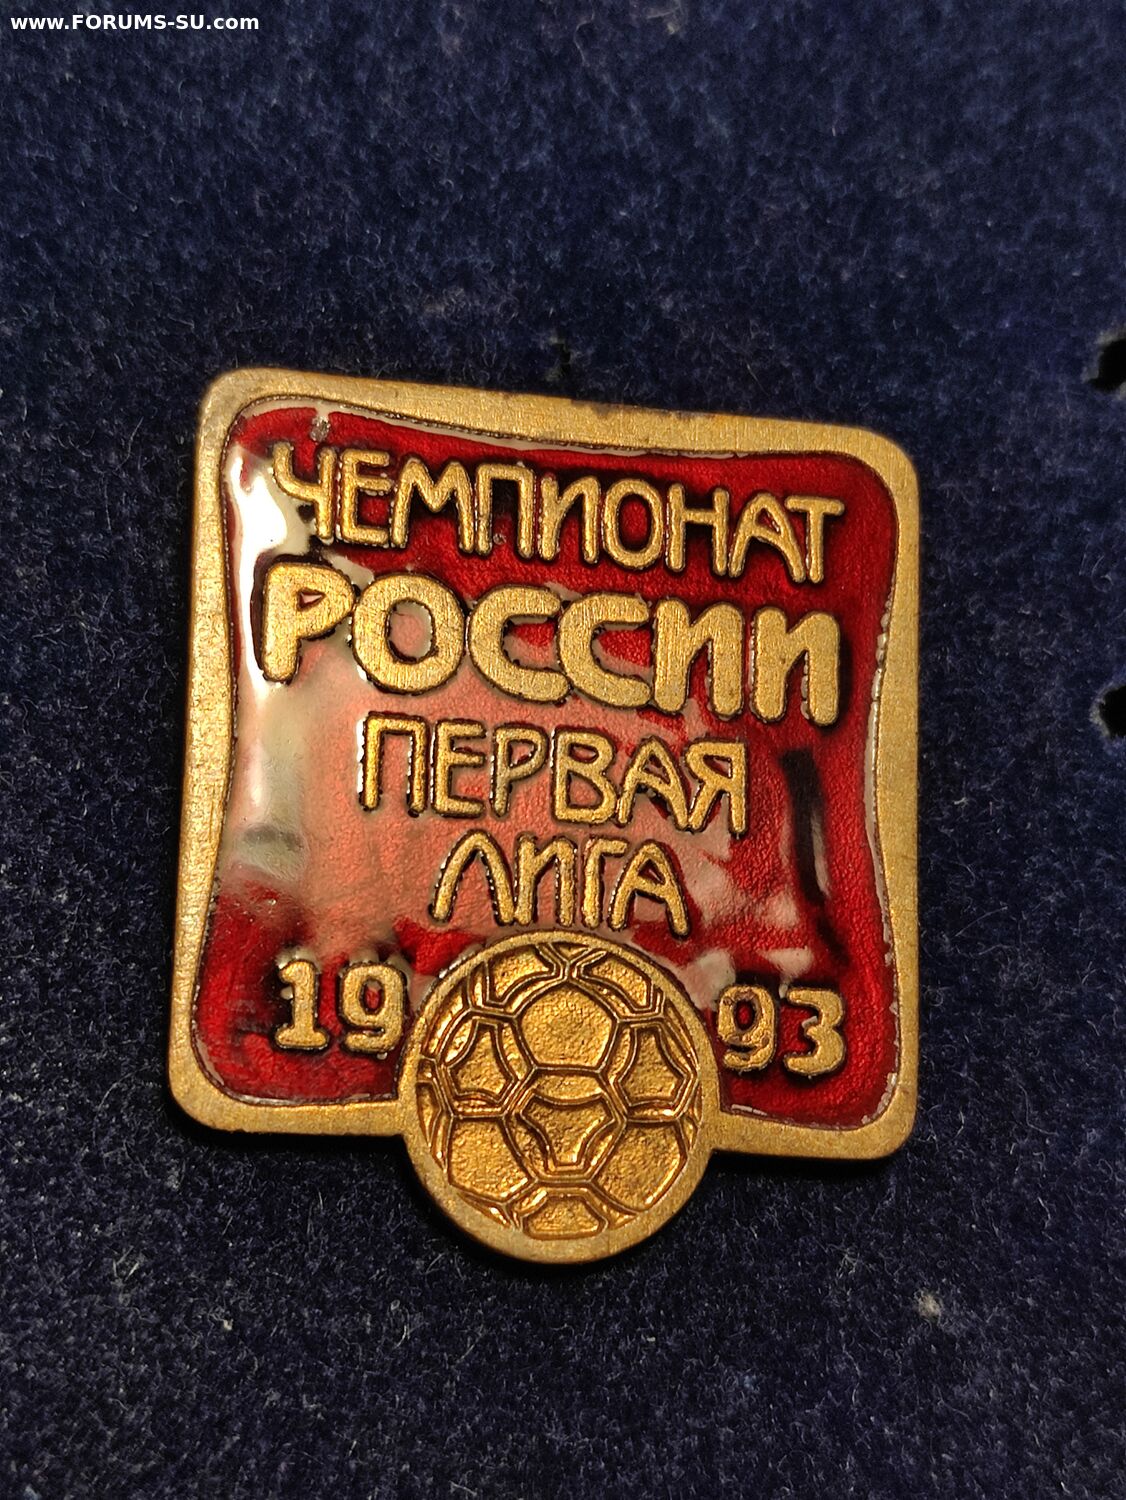 www.FORUMS-SU.com
ЧЕМПИОНАТ
РОССИИ
ПЕРВАЯ
ЛИГА
19 93